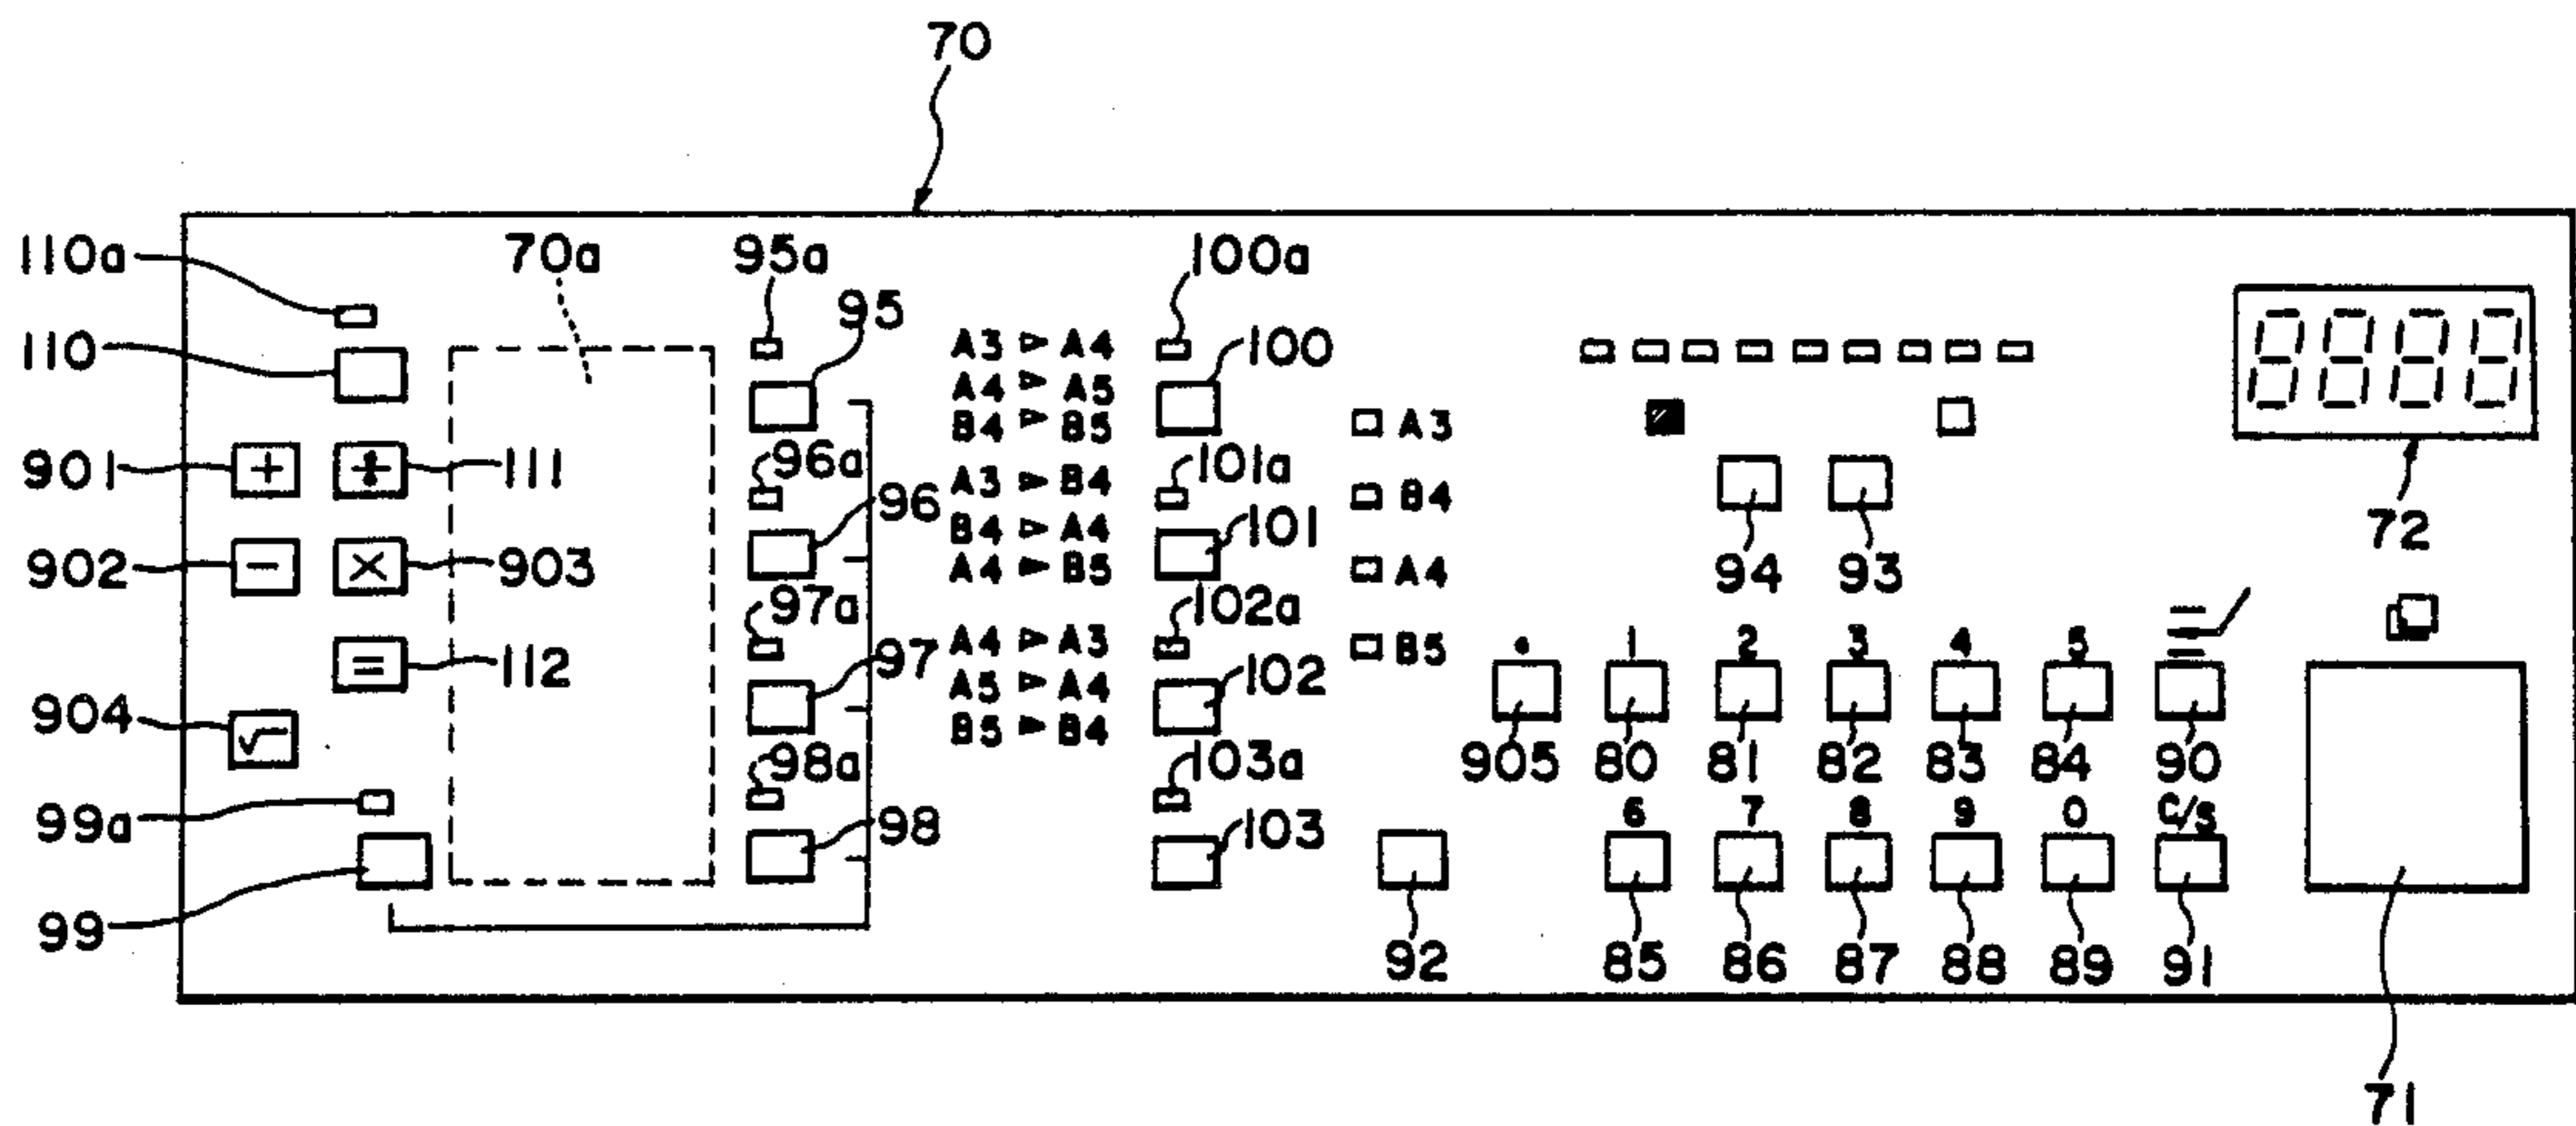 70
110a 70a 95a 100a
95
110 A3 ▷ A4 100 8888
A4 ▷ A5
B4 ▷ B5 A3
901 + ÷ 111 96a A3 ▶ B4 101a
96 B4
B4 ▶ A4 101 72
902 − × 903 A4 ▶ B5 A4 94 93
97a 102a
= 112 97 A4 ▷ A3 B5 • 1 2 3 4 5
A5 ▷ A4 102
904 √ B5 ▶ B4
98a 103a 905 80 81 82 83 84 90
99a 98 103 6 7 8 9 0 C/S
99 92 85 86 87 88 89 91
71